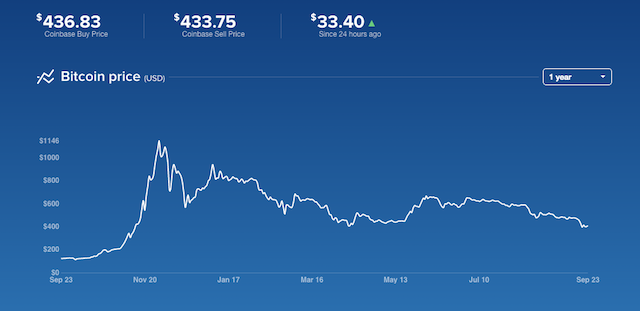 $436.83 $433.75 $33.40
Coinbase Buy Price Coinbase Sell Price Since 24 hours ago
Bitcoin price (USD) 1 year
$1146
$1000
$800
$600
$400
$200
$0
Sep 23 Nov 20 Jan 17 Mar 16 May 13 Jul 10 Sep 23